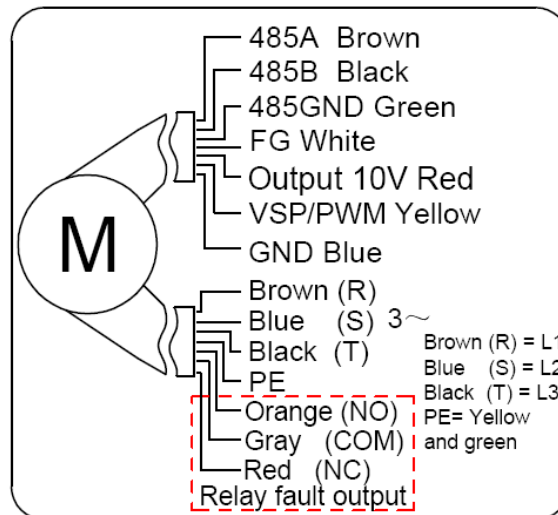 485A Brown
485B Black
485GND Green
FG White
Output 10V Red
VSP/PWM Yellow
GND Blue
M
Brown (R)
Blue (S) 3~
Black (T)
PE
Orange (NO)
Gray (COM)
Red (NC)
Relay fault output
Brown (R) = L1
Blue (S) = L2
Black (T) = L3
PE= Yellow
and green